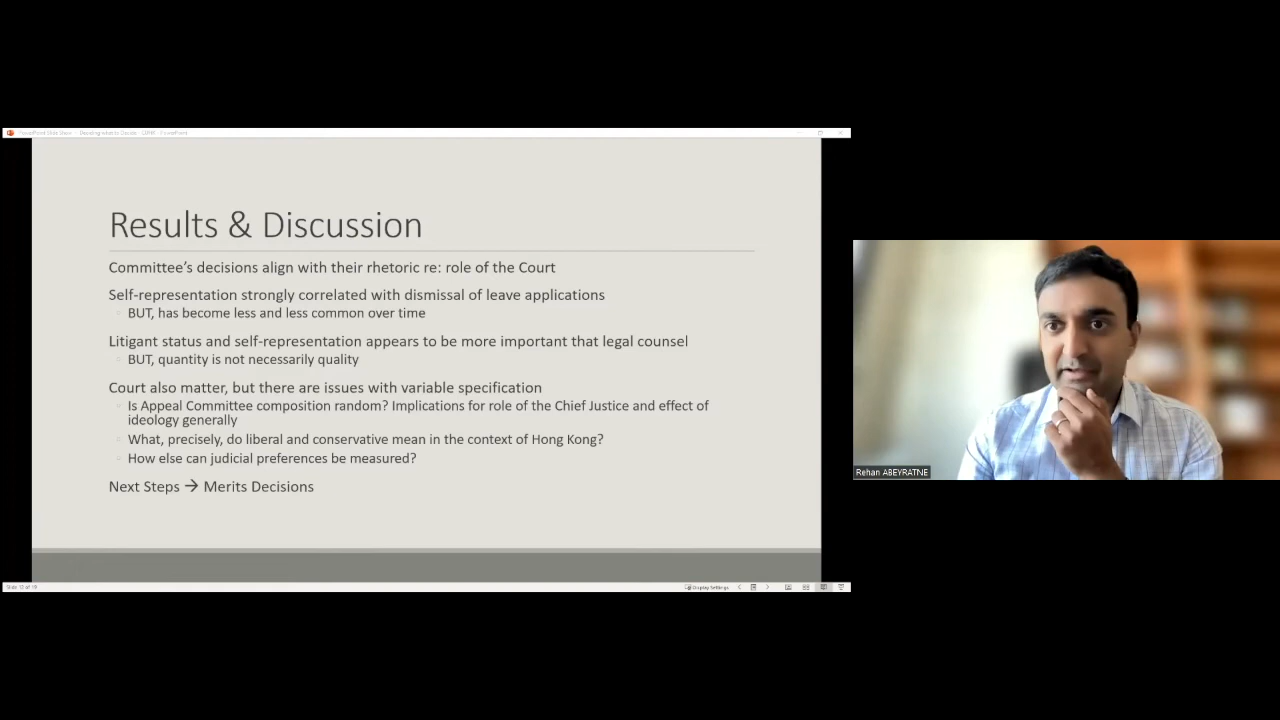 Results & Discussion
Committee's decisions align with their rhetoric re: role of the Court
Self-representation strongly correlated with dismissal of leave applications
BUT, has become less and less common over time
Litigant status and self-representation appears to be more important that legal counsel
BUT, quantity is not necessarily quality
Court also matter, but there are issues with variable specification
Is Appeal Committee composition random? Implications for role of the Chief Justice and effect of
ideology generally
What, precisely, do liberal and conservative mean in the context of Hong Kong?
How else can judicial preferences be measured?
Next Steps → Merits Decisions
Display Settings
Rehan ABEYRATNE